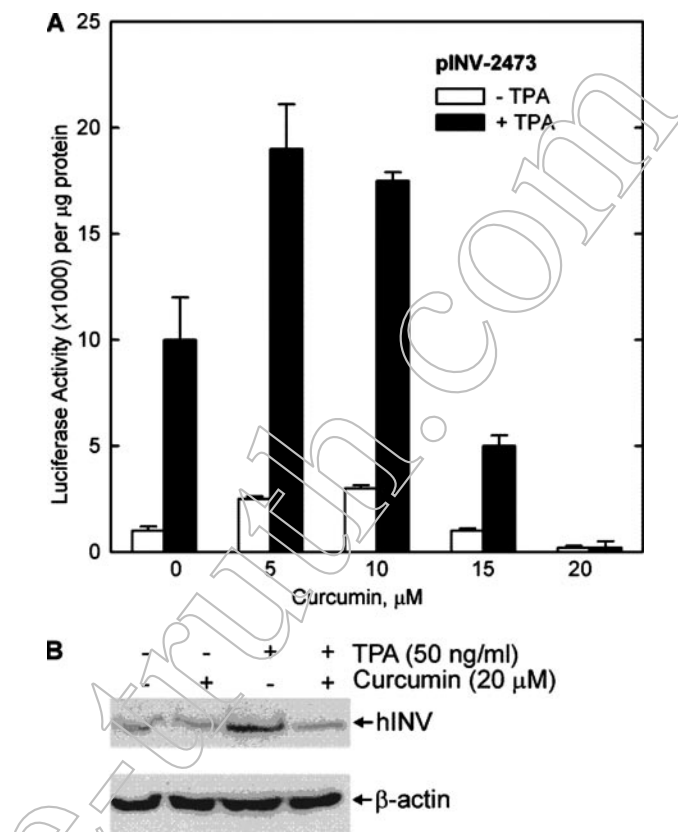 A
25
20
15
10
5
0
Luciferase Activity (x1000) per µg protein
pINV-2473
- TPA
+ TPA
0 5 10 15 20
Curcumin, µM
B
- - + + TPA (50 ng/ml)
- + - + Curcumin (20 µM)
←hINV
←β-actin